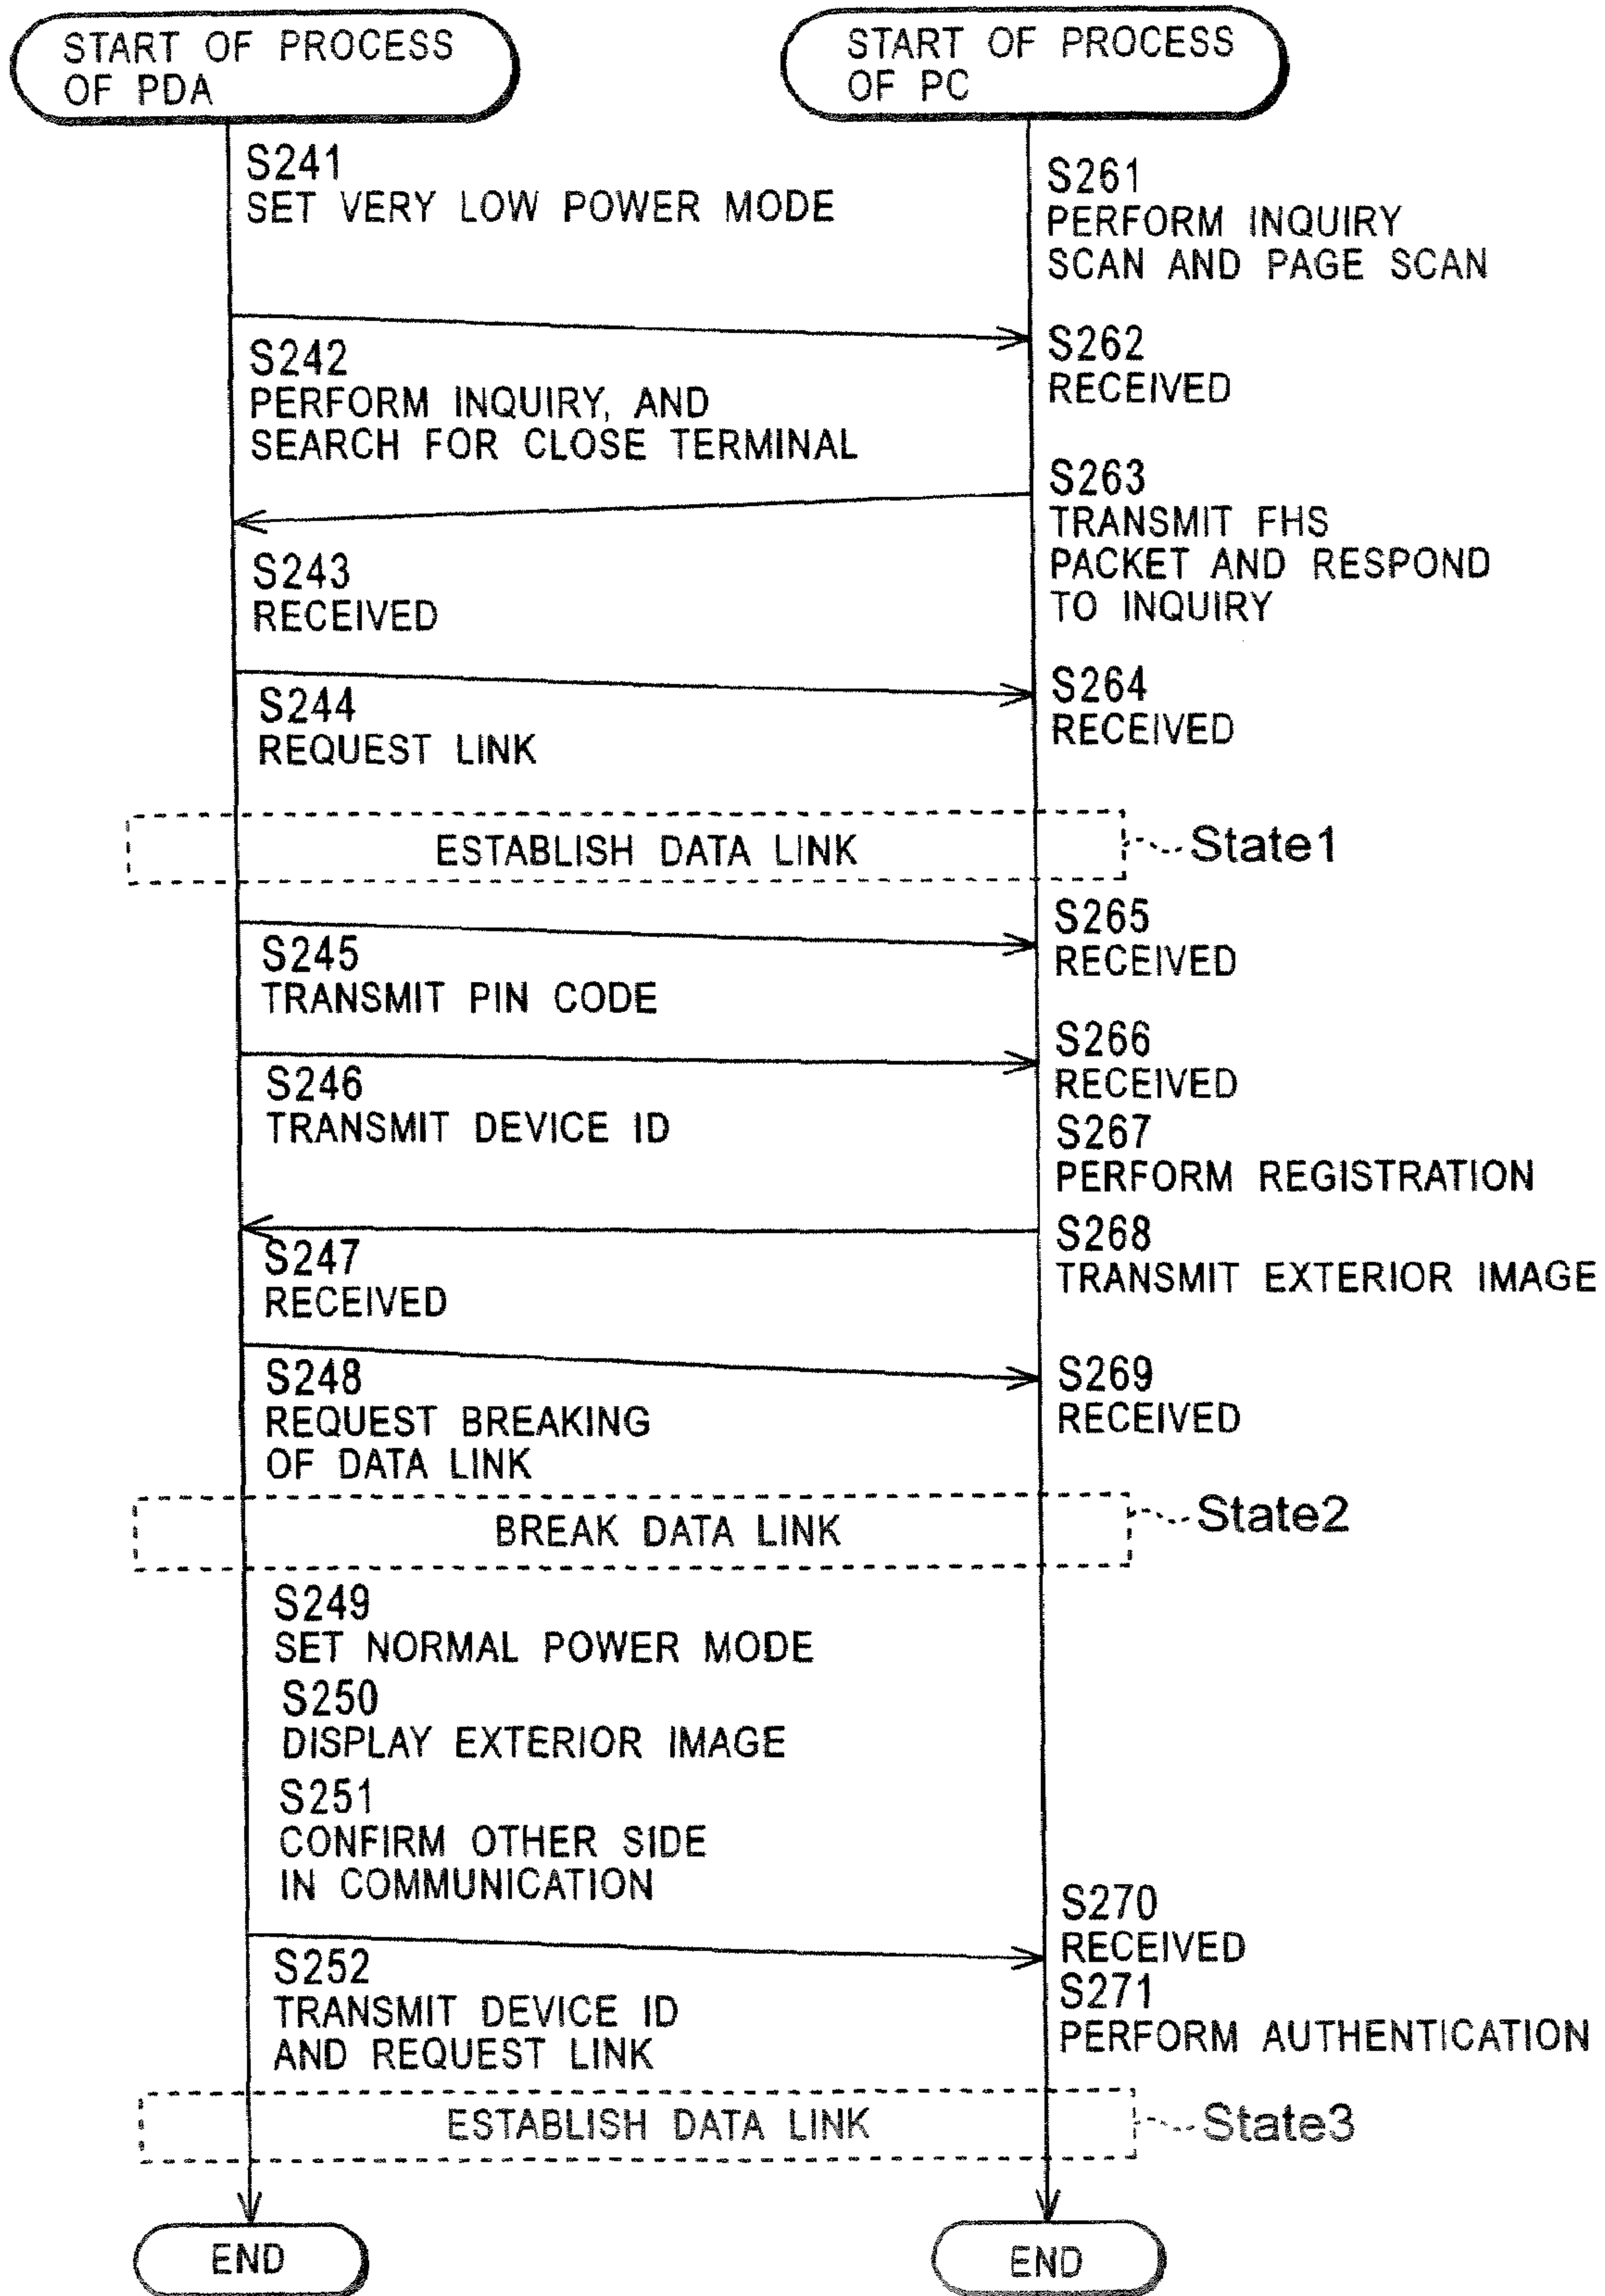 START OF PROCESS
OF PDA
START OF PROCESS
OF PC
S241
SET VERY LOW POWER MODE
S261
PERFORM INQUIRY
SCAN AND PAGE SCAN
S242
PERFORM INQUIRY, AND
SEARCH FOR CLOSE TERMINAL
S262
RECEIVED
S263
TRANSMIT FHS
PACKET AND RESPOND
TO INQUIRY
S243
RECEIVED
S244
REQUEST LINK
S264
RECEIVED
ESTABLISH DATA LINK
State1
S245
TRANSMIT PIN CODE
S265
RECEIVED
S246
TRANSMIT DEVICE ID
S266
RECEIVED
S267
PERFORM REGISTRATION
S247
RECEIVED
S268
TRANSMIT EXTERIOR IMAGE
S248
REQUEST BREAKING
OF DATA LINK
S269
RECEIVED
BREAK DATA LINK
State2
S249
SET NORMAL POWER MODE
S250
DISPLAY EXTERIOR IMAGE
S251
CONFIRM OTHER SIDE
IN COMMUNICATION
S252
TRANSMIT DEVICE ID
AND REQUEST LINK
S270
RECEIVED
S271
PERFORM AUTHENTICATION
ESTABLISH DATA LINK
State3
END
END